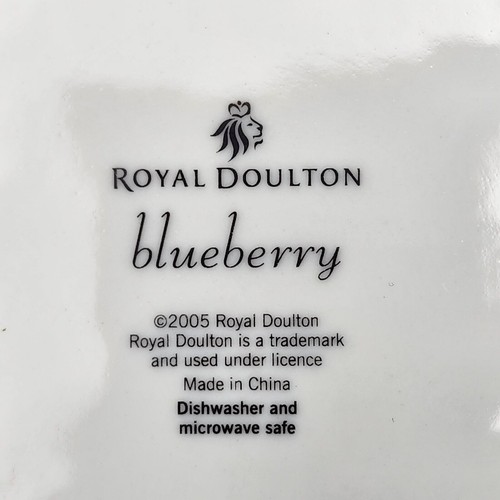 ROYAL DOULTON
blueberry
©2005 Royal Doulton
Royal Doulton is a trademark
and used under licence
Made in China
Dishwasher and
microwave safe